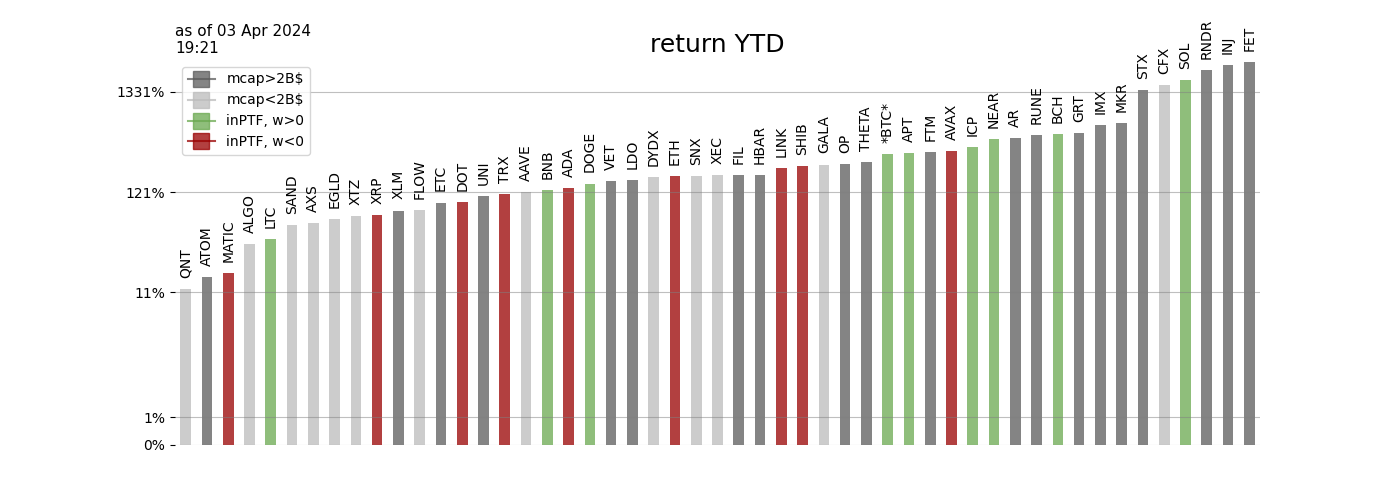 as of 03 Apr 2024
19:21
return YTD
mcap>2B$
mcap<2B$
inPTF, w>0
inPTF, w<0
1331%
121%
11%
1%
0%
QNT
ATOM
MATIC
ALGO
LTC
SAND
AXS
EGLD
XTZ
XRP
XLM
FLOW
ETC
DOT
UNI
TRX
AAVE
BNB
ADA
DOGE
VET
LDO
DYDX
ETH
SNX
XEC
FIL
HBAR
LINK
SHIB
GALA
OP
THETA
*BTC*
APT
FTM
AVAX
ICP
NEAR
AR
RUNE
BCH
GRT
IMX
MKR
STX
CFX
SOL
RNDR
INJ
FET